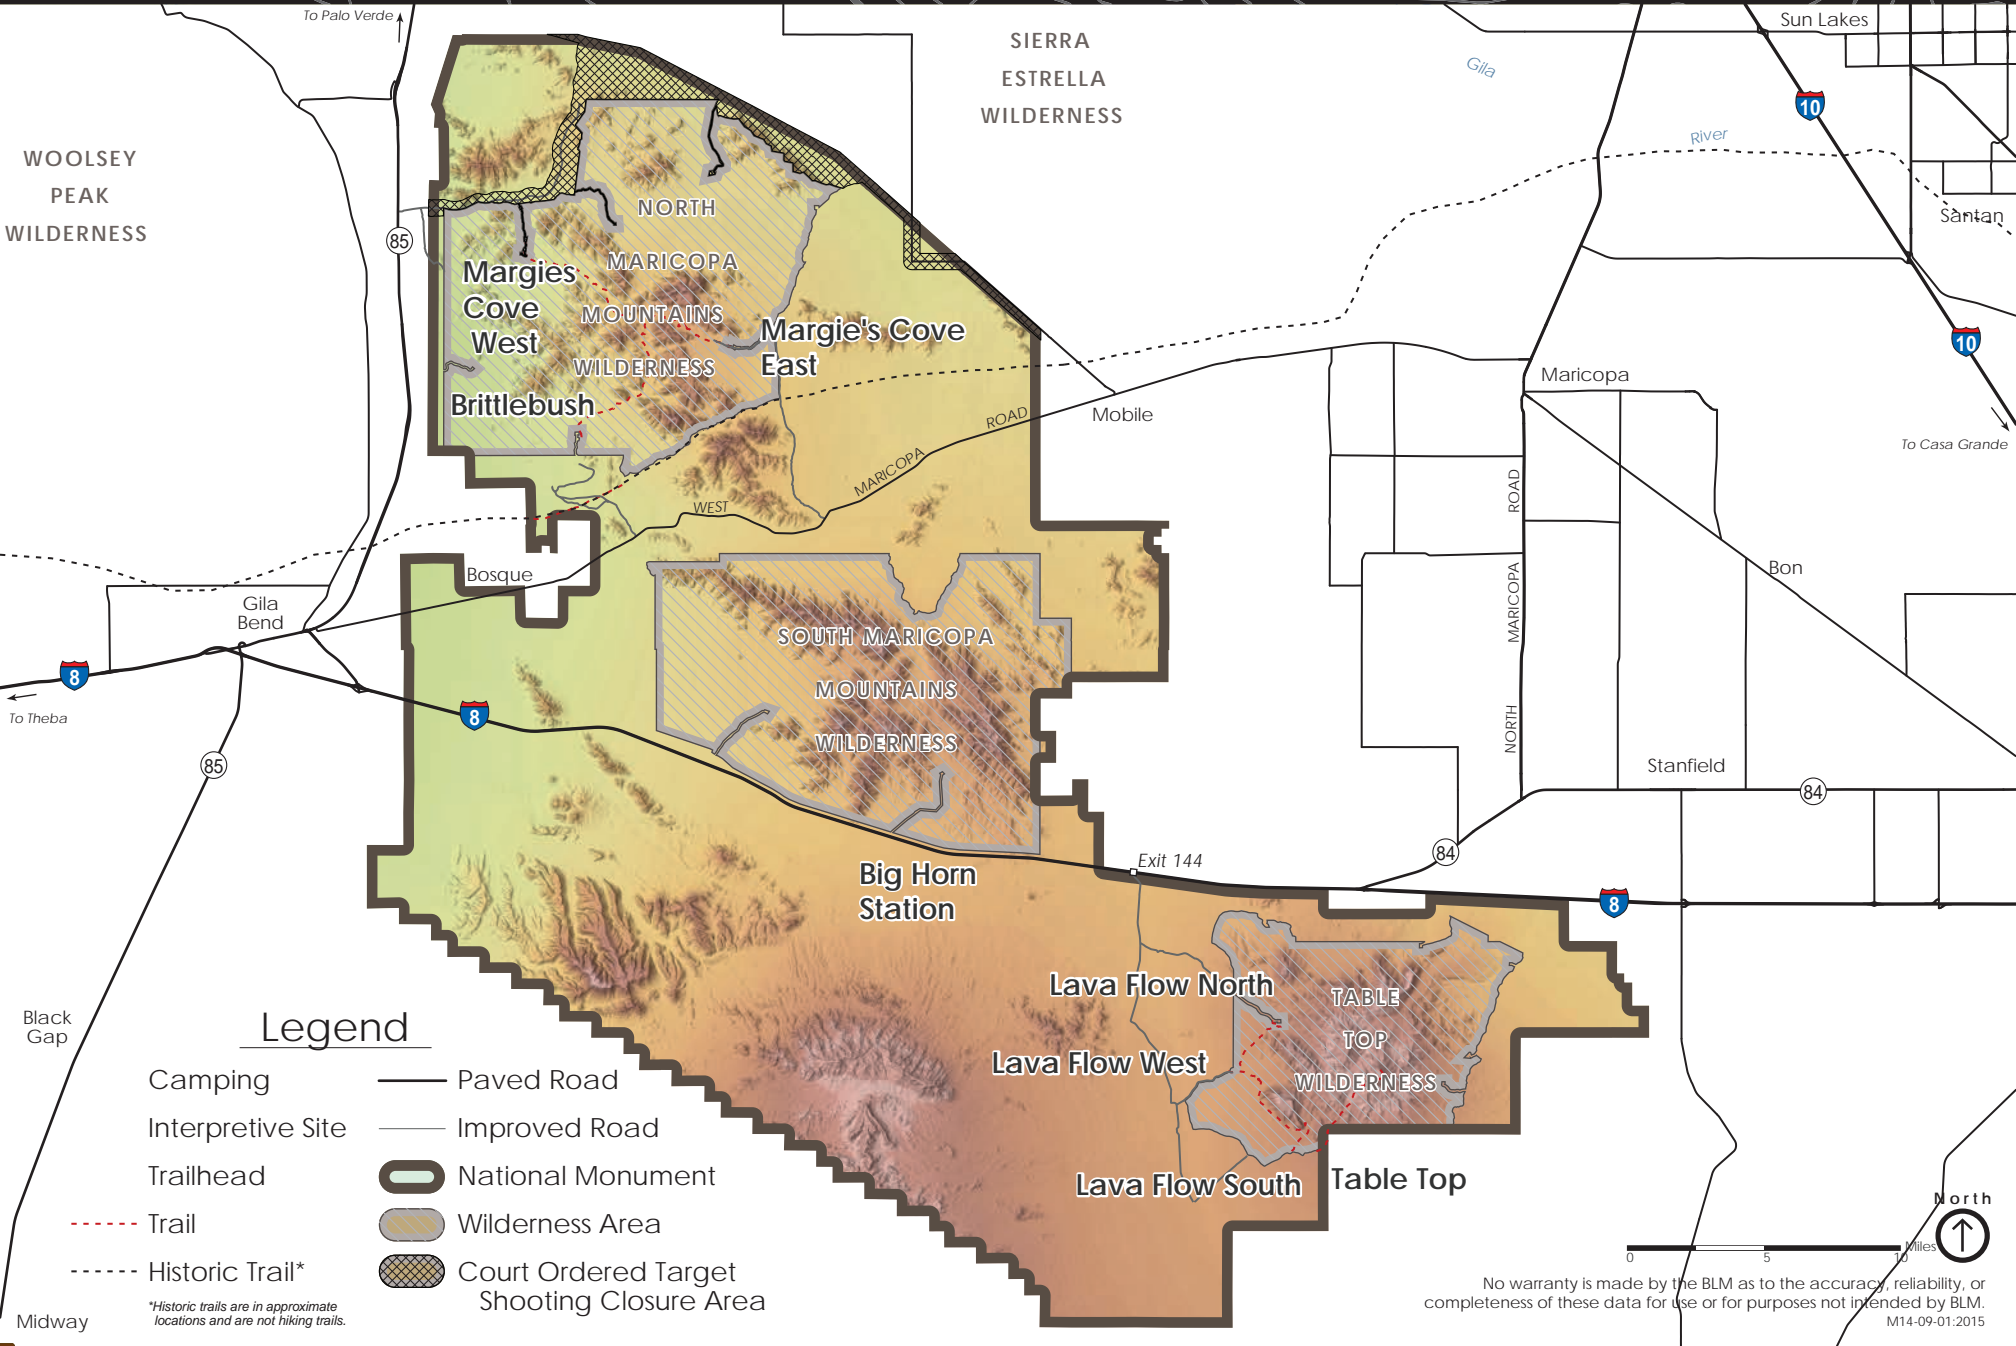 To Palo Verde
SIERRA
ESTRELLA
WILDERNESS
Gila
River
Sun Lakes
10
Santan
WOOLSEY
PEAK
WILDERNESS
85
NORTH
MARICOPA
MOUNTAINS
WILDERNESS
Margies
Cove
West
Margie's Cove
East
Brittlebush
10
Maricopa
To Casa Grande
Mobile
WEST
MARICOPA
ROAD
NORTH
MARICOPA
ROAD
Bosque
Gila
Bend
Bon
8
To Theba
8
85
SOUTH MARICOPA
MOUNTAINS
WILDERNESS
Stanfield
84
84
Exit 144
8
Big Horn
Station
Lava Flow North
Lava Flow West
Lava Flow South
TABLE
TOP
WILDERNESS
Table Top
Black
Gap
Midway
Legend
Camping
Interpretive Site
Trailhead
Trail
Historic Trail*
*Historic trails are in approximate
locations and are not hiking trails.
Paved Road
Improved Road
National Monument
Wilderness Area
Court Ordered Target
Shooting Closure Area
North
0 5 10 Miles
No warranty is made by the BLM as to the accuracy, reliability, or
completeness of these data for use or for purposes not intended by BLM.
M14-09-01:2015